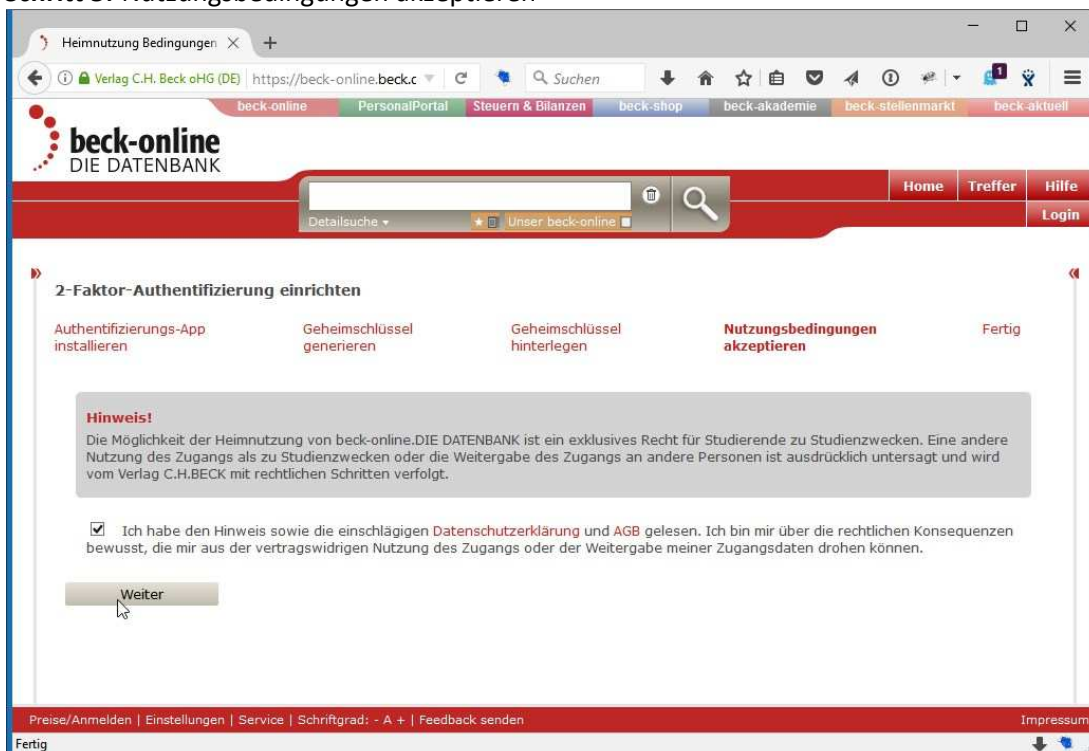 Nutzungsbedingungen akzeptieren
Heimnutzung Bedingungen
Verlag C.H. Beck oHG (DE) https://beck-online.beck.c Suchen 1
beck-online PersonalPortal Steuern & Bilanzen beck-shop beck-akademie beck-stellenmarkt beck-aktuell
beck-online
DIE DATENBANK
Home Treffer Hilfe
Detailsuche Unser beck-online
Login
2-Faktor-Authentifizierung einrichten
Authentifizierungs-App Geheimschlüssel Geheimschlüssel Nutzungsbedingungen Fertig
installieren generieren hinterlegen akzeptieren
Hinweis!
Die Möglichkeit der Heimnutzung von beck-online.DIE DATENBANK ist ein exklusives Recht für Studierende zu Studienzwecken. Eine andere
Nutzung des Zugangs als zu Studienzwecken oder die Weitergabe des Zugangs an andere Personen ist ausdrücklich untersagt und wird
vom Verlag C.H.BECK mit rechtlichen Schritten verfolgt.
Ich habe den Hinweis sowie die einschlägigen Datenschutzerklärung und AGB gelesen. Ich bin mir über die rechtlichen Konsequenzen
bewusst, die mir aus der vertragswidrigen Nutzung des Zugangs oder der Weitergabe meiner Zugangsdaten drohen können.
Weiter
Preise/Anmelden | Einstellungen | Service | Schriftgrad: - A + | Feedback senden Impressum
Fertig